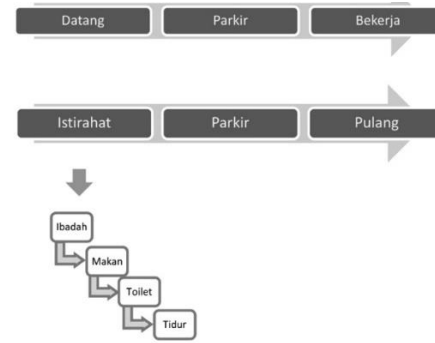 Datang Parkir Bekerja
Istirahat Parkir Pulang
Ibadah
Makan
Toilet
Tidur